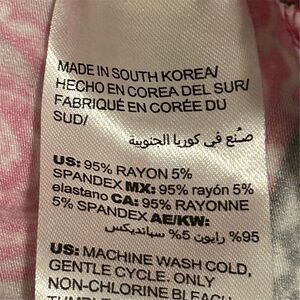 MADE IN SOUTH KOREA/
HECHO EN COREA DEL SUR/
FABRIQUÉ EN CORÉE DU
SUD/
صنع في كوريا الجنوبية
US: 95% RAYON 5%
SPANDEX MX: 95% rayón 5%
elastano CA: 95% RAYONNE
5% SPANDEX AE/KW:
95% رايون 5% سبانديكس
US: MACHINE WASH COLD,
GENTLE CYCLE. ONLY
NON-CHLORINE BLEACH